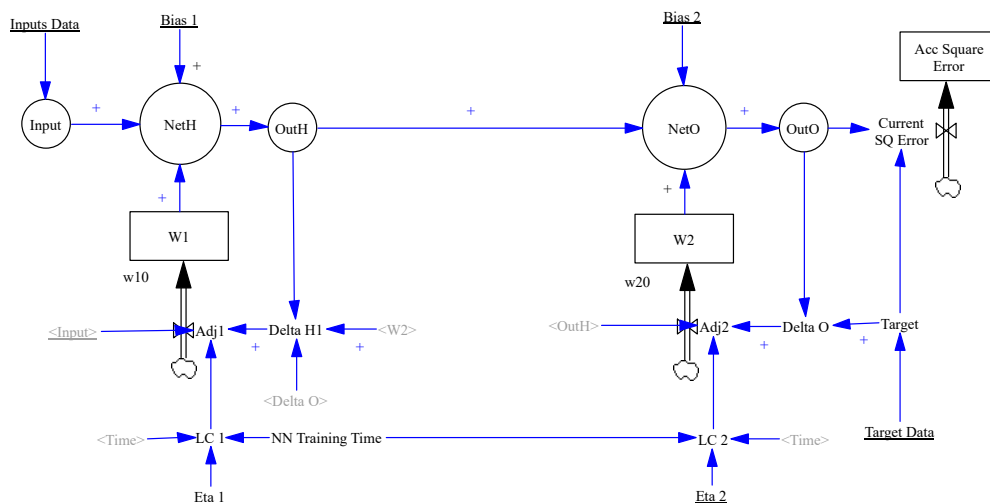 Inputs Data
Bias 1
Bias 2
Acc Square
Error
+
+
+
+
+
Input
NetH
OutH
NetO
OutO
Current
SQ Error
+
+
W1
W2
w10
w20
<Input>
Adj1
Delta H1
<W2>
<OutH>
Adj2
Delta O
Target
+
+
+
+
<Delta O>
<Time>
LC 1
NN Training Time
LC 2
<Time>
Target Data
Eta 1
Eta 2